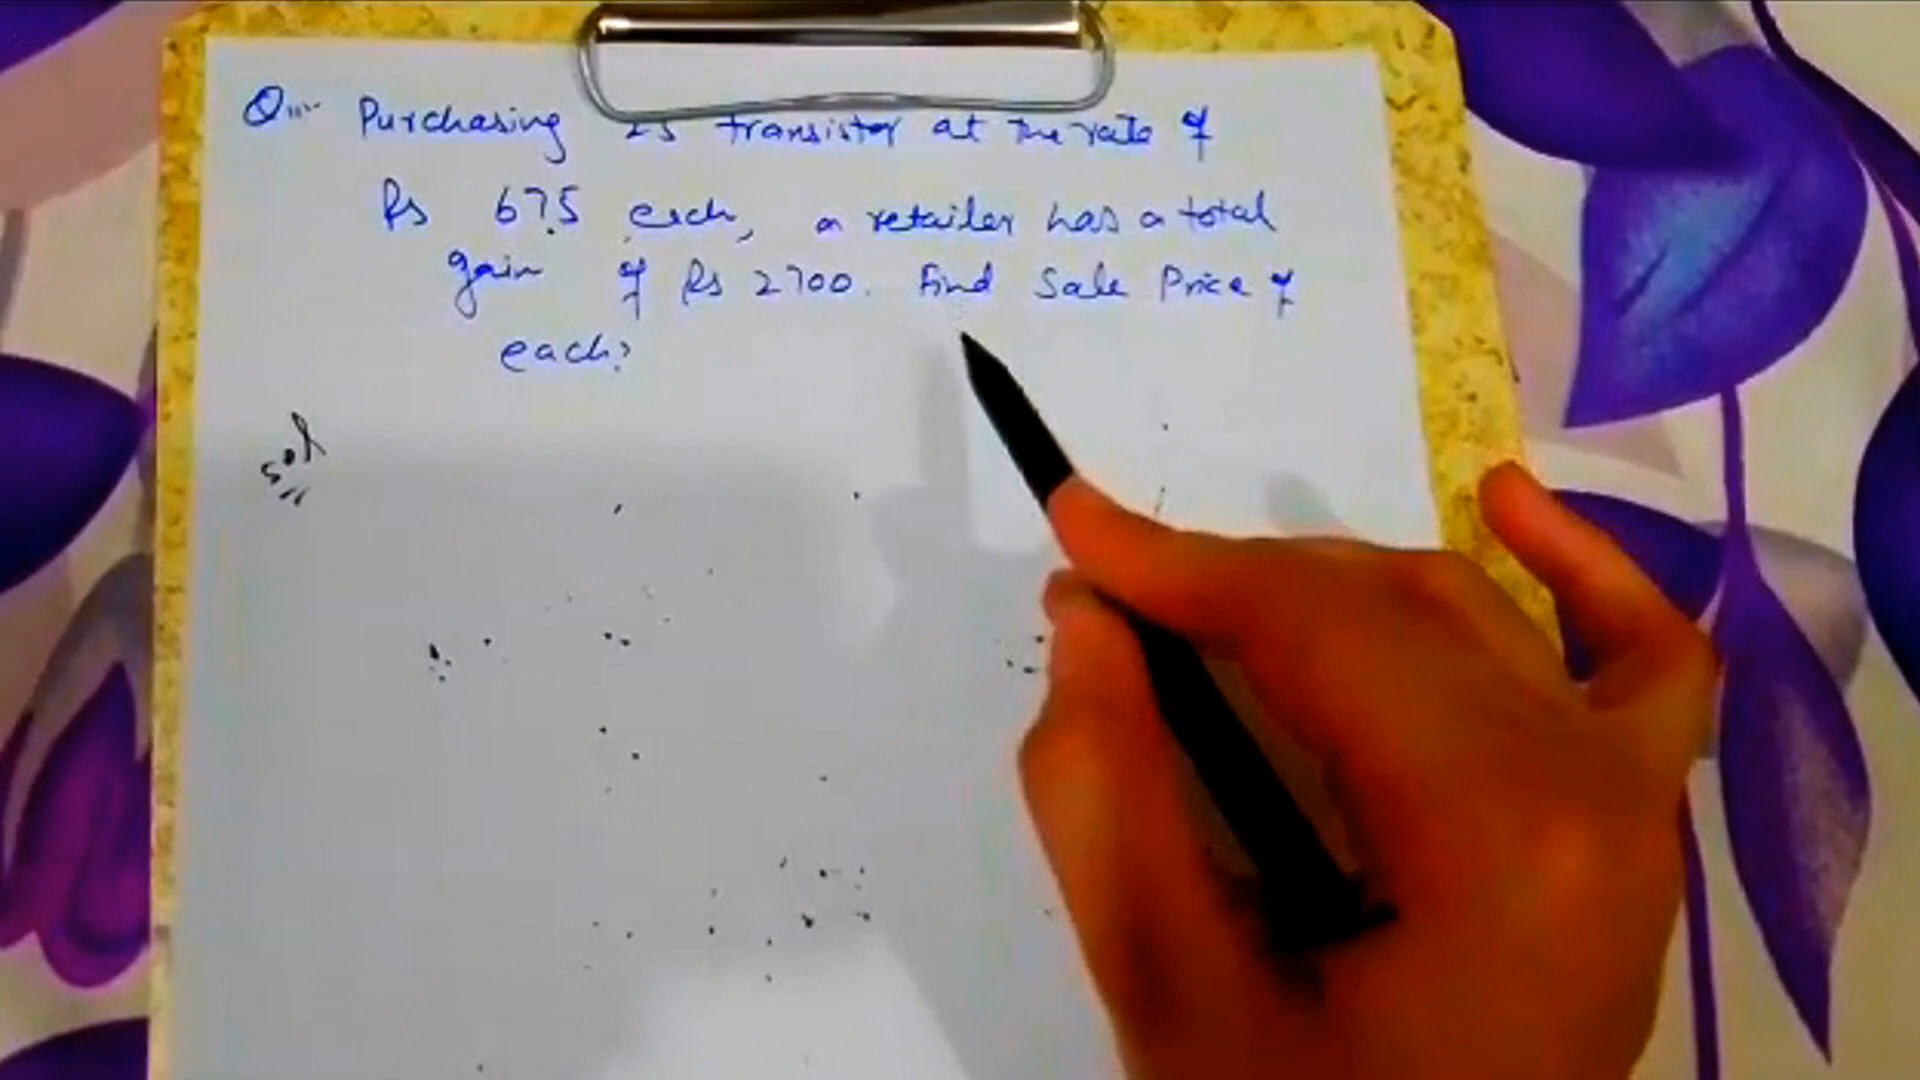 Q Purchasing 25 transistor at the rate of
Rs 675 each, a retailer has a total
gain of Rs 2700. Find Sale Price of
each?
Sol